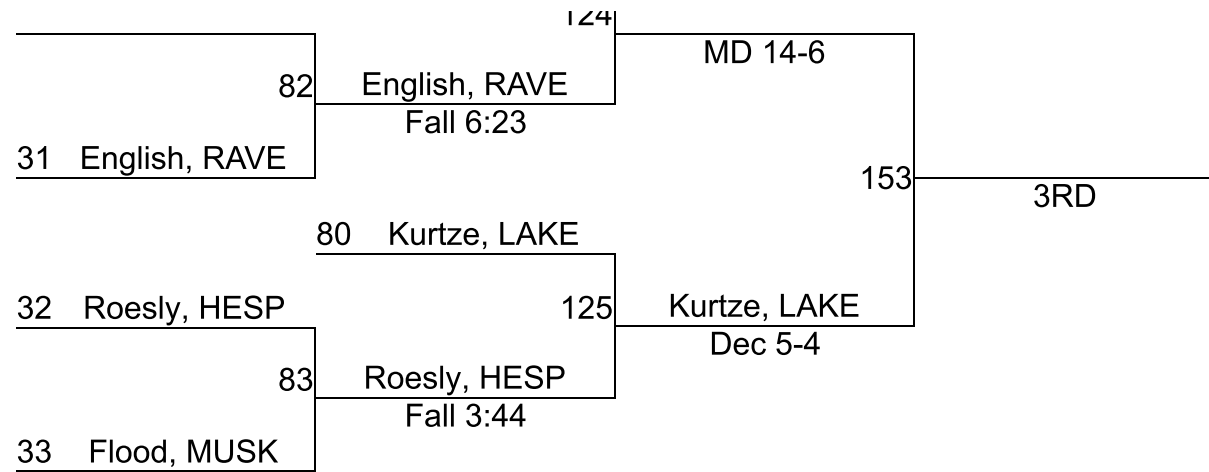 124
MD 14-6
82 English, RAVE
Fall 6:23
31 English, RAVE
153
3RD
80 Kurtze, LAKE
32 Roesly, HESP
125 Kurtze, LAKE
Dec 5-4
83 Roesly, HESP
Fall 3:44
33 Flood, MUSK